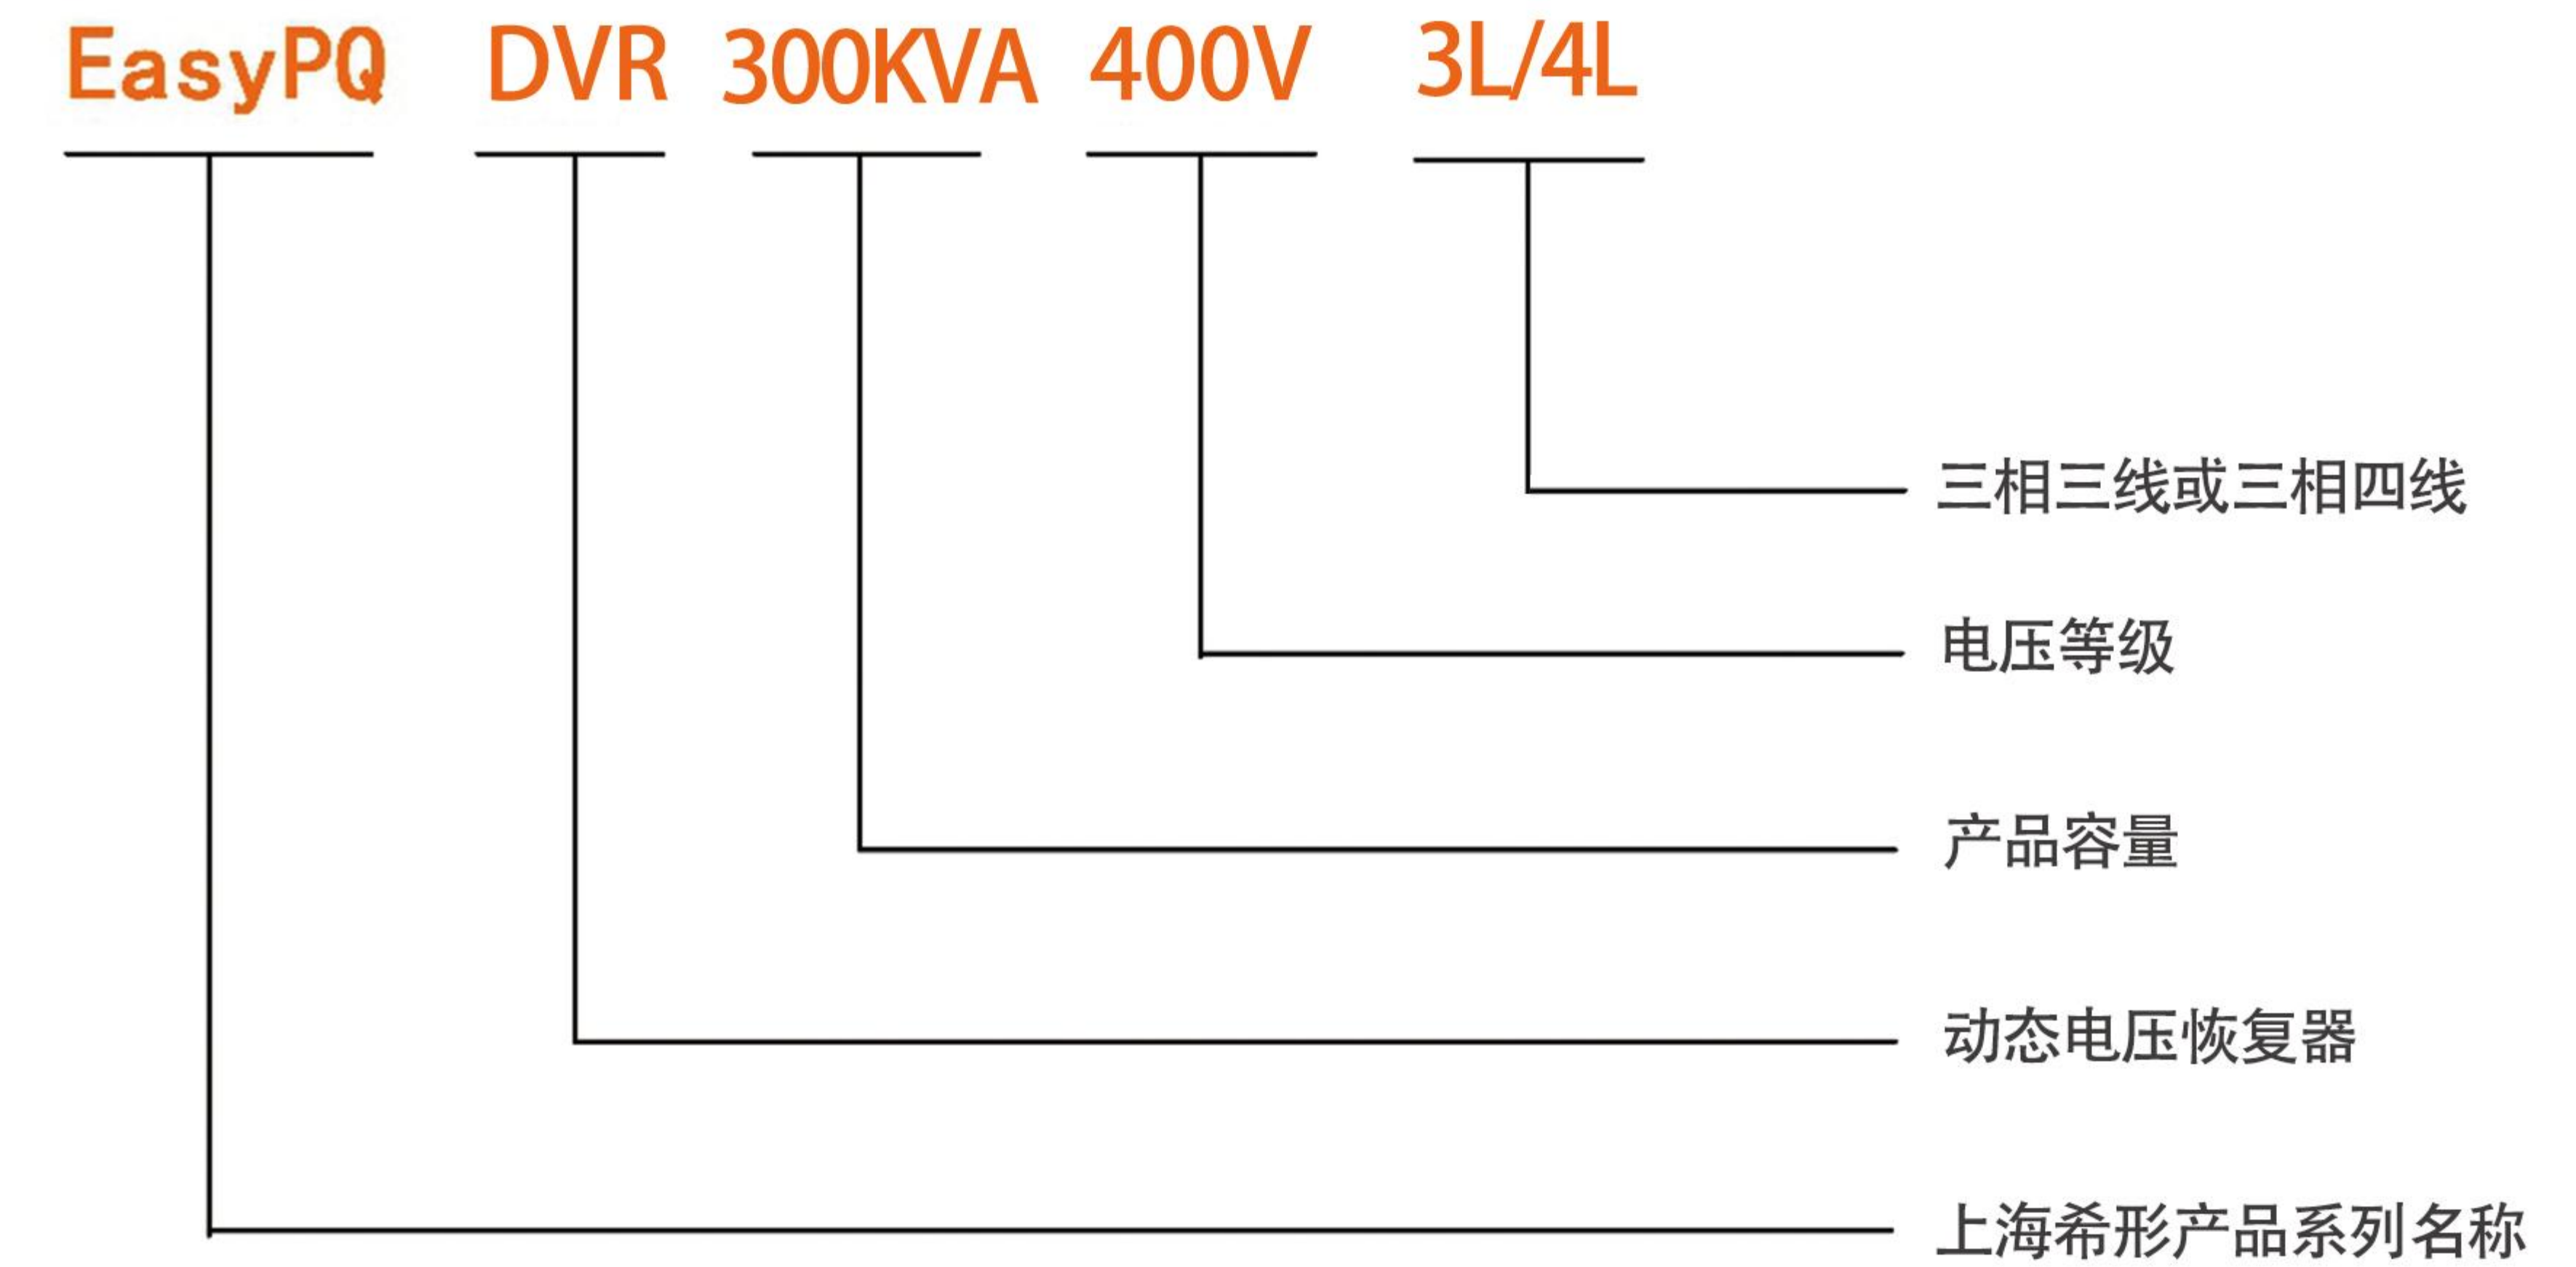 EasyPQ DVR 300KVA 400V 3L/4L
三相三线或三相四线
电压等级
产品容量
动态电压恢复器
上海希形产品系列名称